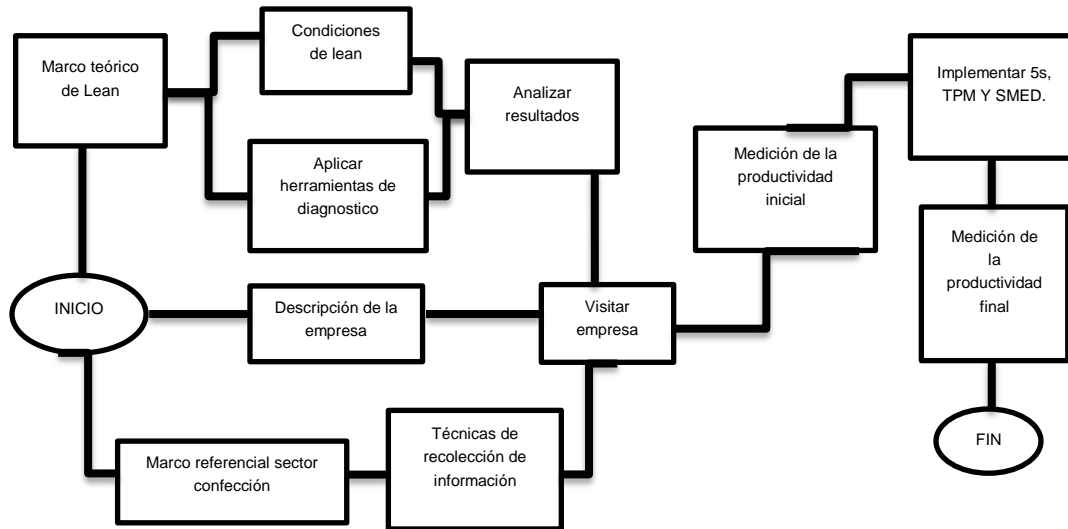 Marco teórico
de Lean
Condiciones
de lean
Aplicar
herramientas de
diagnostico
Analizar
resultados
INICIO
Descripción de la
empresa
Visitar
empresa
Marco referencial sector
confección
Técnicas de
recolección de
información
Medición de la
productividad
inicial
Implementar 5s,
TPM Y SMED.
Medición de
la
productividad
final
FIN